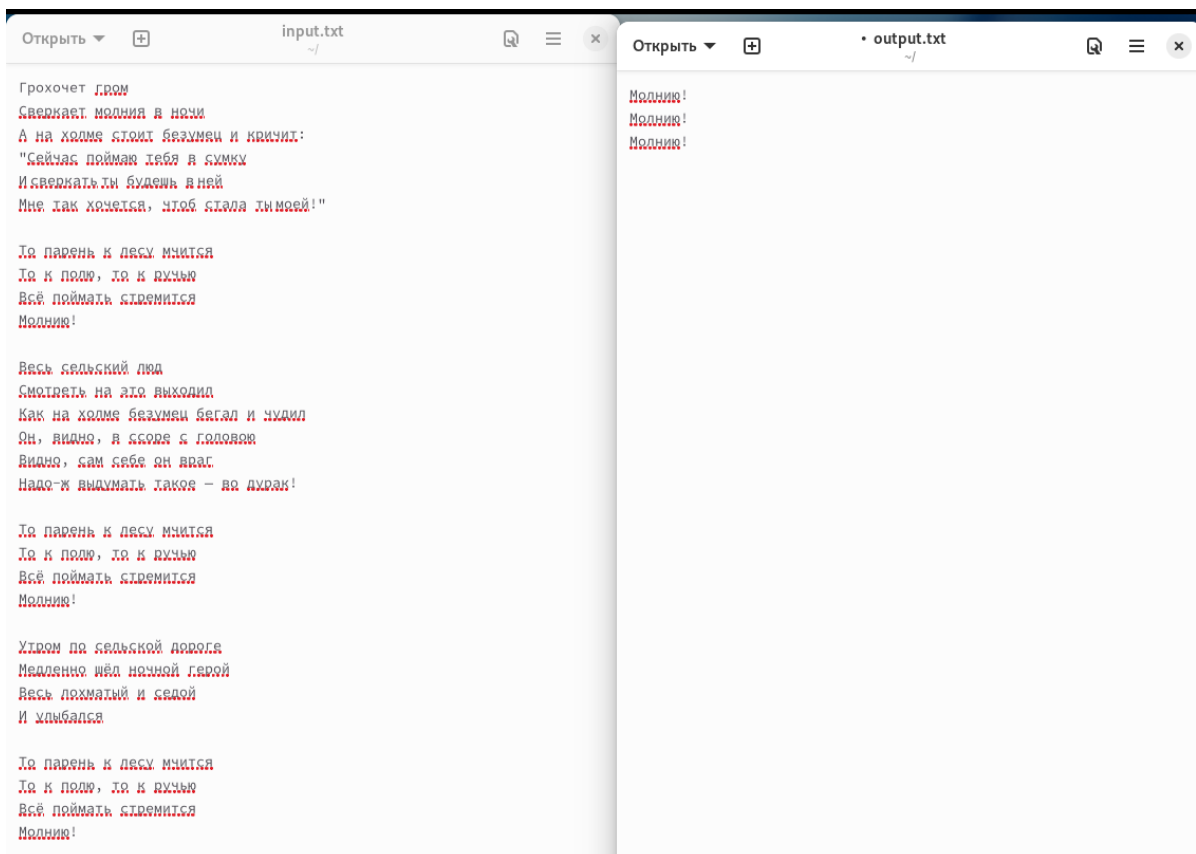 Открыть
input.txt
~/
Грохочет гром
Сверкает молния в ночи
А на холме стоит безумец и кричит:
"Сейчас поймаю тебя в сумку
И сверкать ты будешь в ней
Мне так хочется, чтоб стала ты моей!"
То парень к лесу мчится
То к полю, то к ручью
Всё поймать стремится
Молнию!
Весь сельский люд
Смотреть на это выходил
Как на холме безумец бегал и чудил
Он, видно, в ссоре с головою
Видно, сам себе он враг
Надо-ж выдумать такое — во дурак!
То парень к лесу мчится
То к полю, то к ручью
Всё поймать стремится
Молнию!
Утром по сельской дороге
Медленно шёл ночной герой
Весь лохматый и седой
И улыбался
То парень к лесу мчится
То к полю, то к ручью
Всё поймать стремится
Молнию!
Открыть
• output.txt
~/
Молнию!
Молнию!
Молнию!